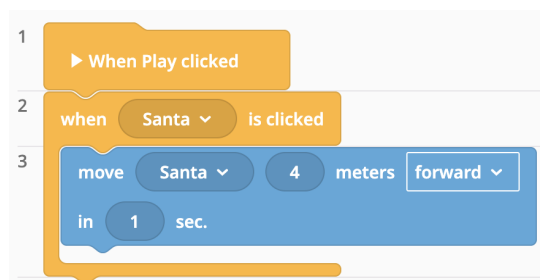 1
When Play clicked
2
when Santa is clicked
3
move Santa 4 meters forward
in 1 sec.